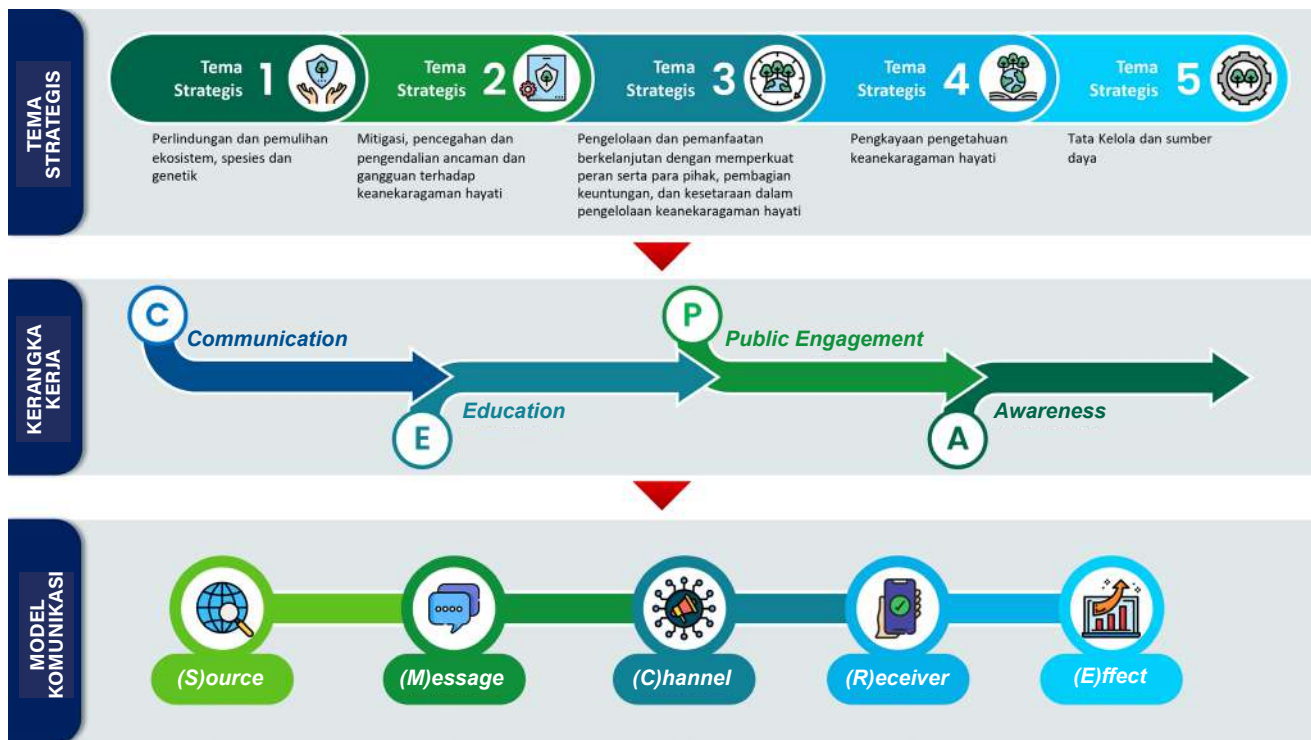 TEMA
STRATEGIS
Tema
Strategis 1
Tema
Strategis 2
Tema
Strategis 3
Tema
Strategis 4
Tema
Strategis 5
Perlindungan dan pemulihan
ekosistem, spesies dan
genetik
Mitigasi, pencegahan dan
pengendalian ancaman dan
gangguan terhadap
keanekaragaman hayati
Pengelolaan dan pemanfaatan
berkelanjutan dengan memperkuat
peran serta para pihak, pembagian
keuntungan, dan kesetaraan dalam
pengelolaan keanekaragaman hayati
Pengkayaan pengetahuan
keanekaragaman hayati
Tata Kelola dan sumber
daya
KERANGKA
KERJA
C
Communication
E
Education
P
Public Engagement
A
Awareness
MODEL
KOMUNIKASI
(S)ource
(M)essage
(C)hannel
(R)eceiver
(E)ffect